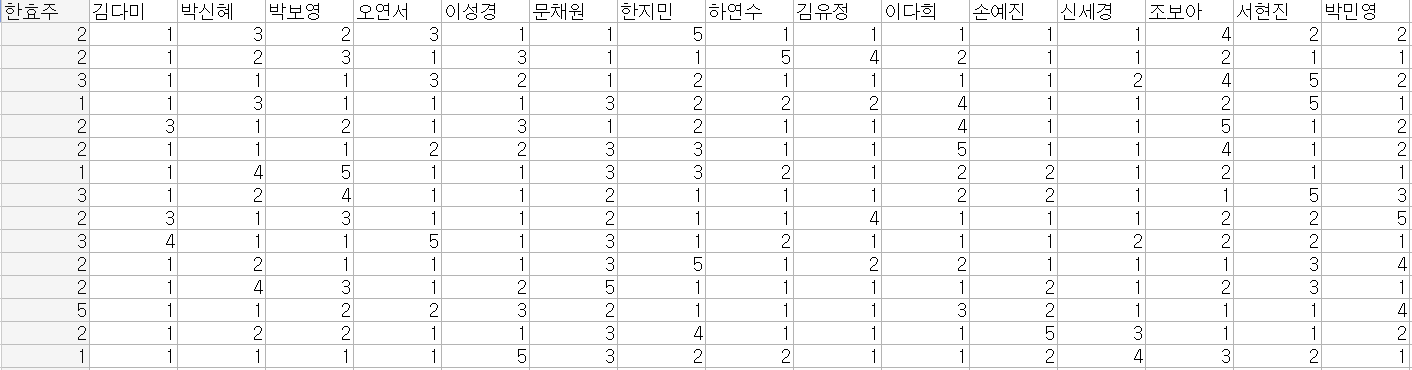 한효주 김다미 박신혜 박보영 오연서 이성경 문채원 한지민 하연수 김유정 이다희 손예진 신세경 조보아 서현진 박민영
2 1 3 2 3 1 1 5 1 1 1 1 1 4 2 2
2 1 2 3 1 3 1 1 5 4 2 1 1 2 1 1
3 1 1 1 3 2 1 2 1 1 1 1 2 4 5 2
1 1 3 1 1 1 3 2 2 2 4 1 1 2 5 1
2 3 1 2 1 3 1 2 1 1 4 1 1 5 1 2
2 1 1 1 2 2 3 3 1 1 5 1 1 4 1 2
1 1 4 5 1 1 3 3 2 1 2 2 1 2 1 1
3 1 2 4 1 1 2 1 1 1 2 2 1 1 5 3
2 3 1 3 1 1 2 1 1 4 1 1 1 2 2 5
3 4 1 1 5 1 3 1 2 1 1 1 2 2 2 1
2 1 2 1 1 1 3 5 1 2 2 1 1 1 3 4
2 1 4 3 1 2 5 1 1 1 1 2 1 2 3 1
5 1 1 2 2 3 2 1 1 1 3 2 1 1 1 4
2 1 2 2 1 1 3 4 1 1 1 5 3 1 1 2
1 1 1 1 1 5 3 2 2 1 1 2 4 3 2 1